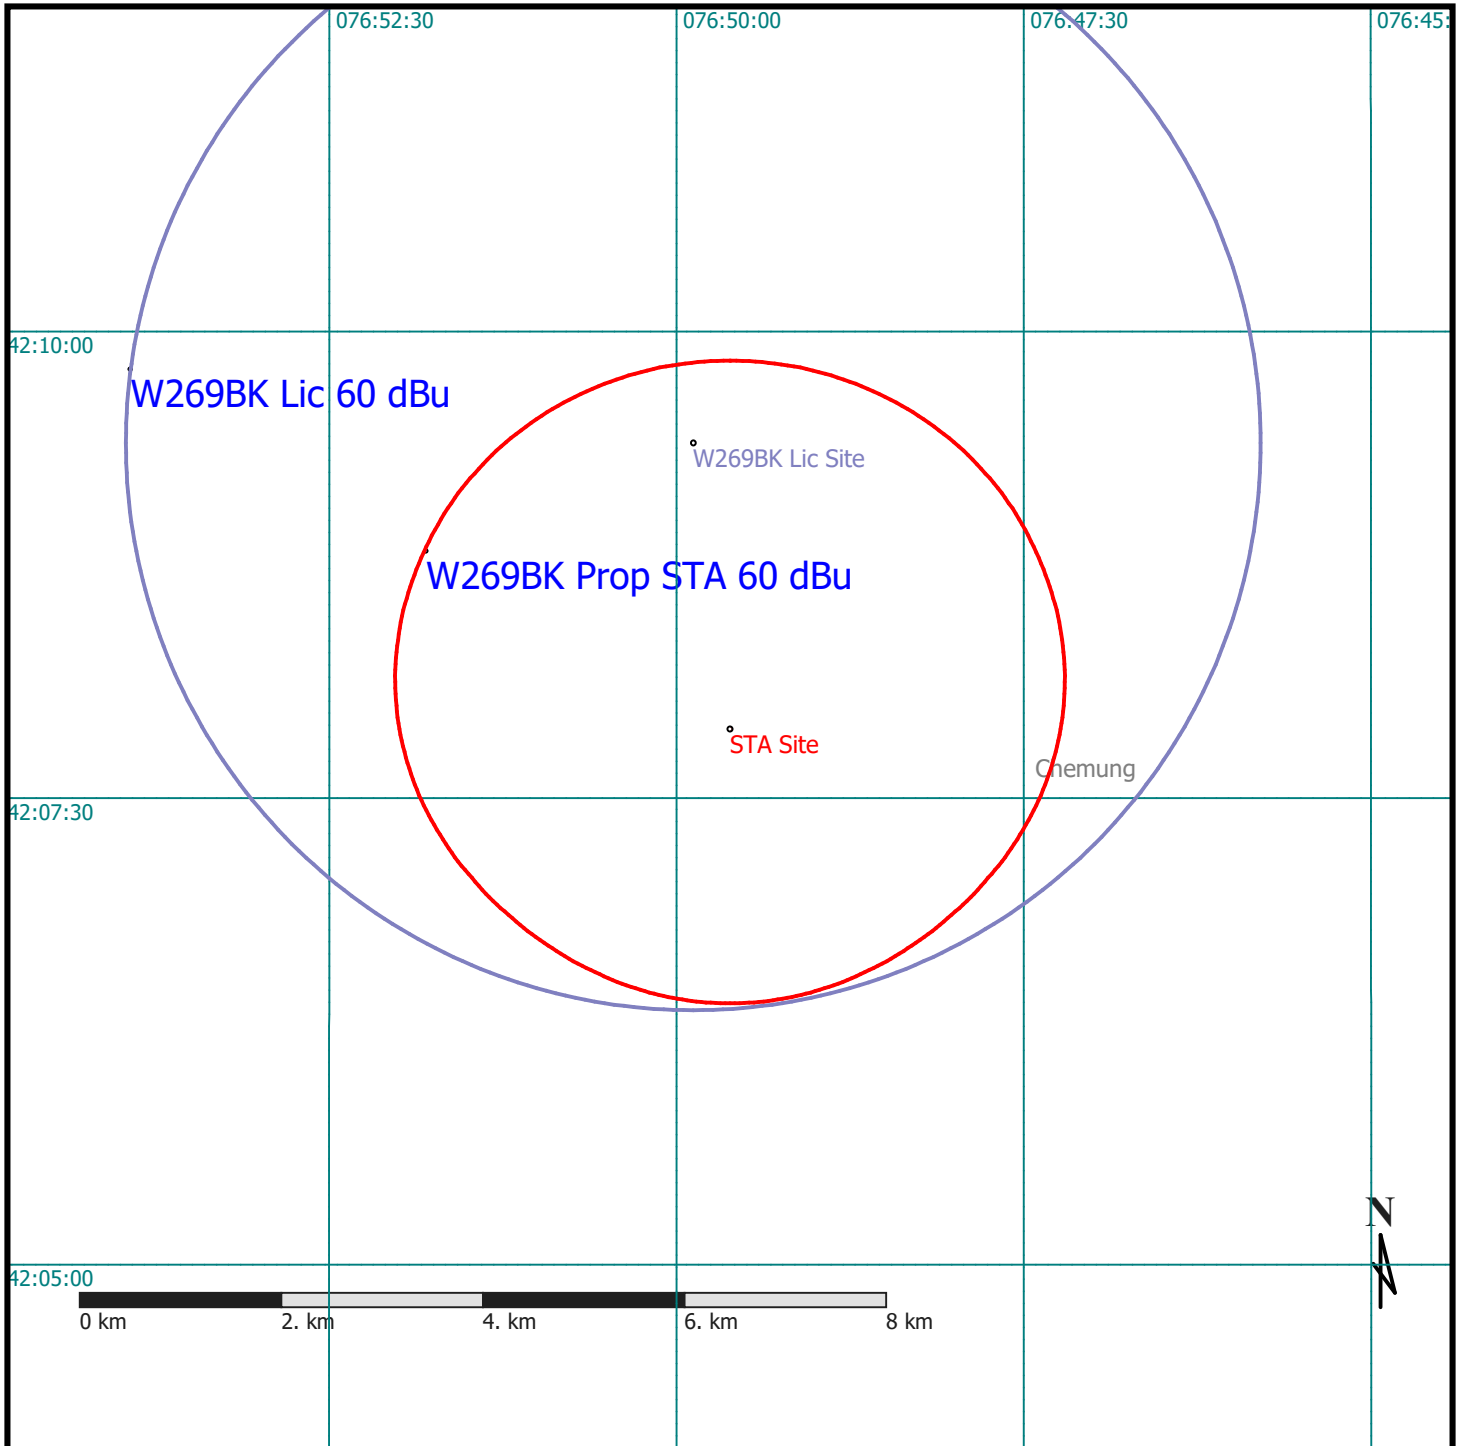 076:52:30
076:50:00
076:47:30
076:45:
42:10:00
W269BK Lic 60 dBu
W269BK Lic Site
W269BK Prop STA 60 dBu
STA Site
Chemung
42:07:30
N
42:05:00
0 km
2. km
4. km
6. km
8 km